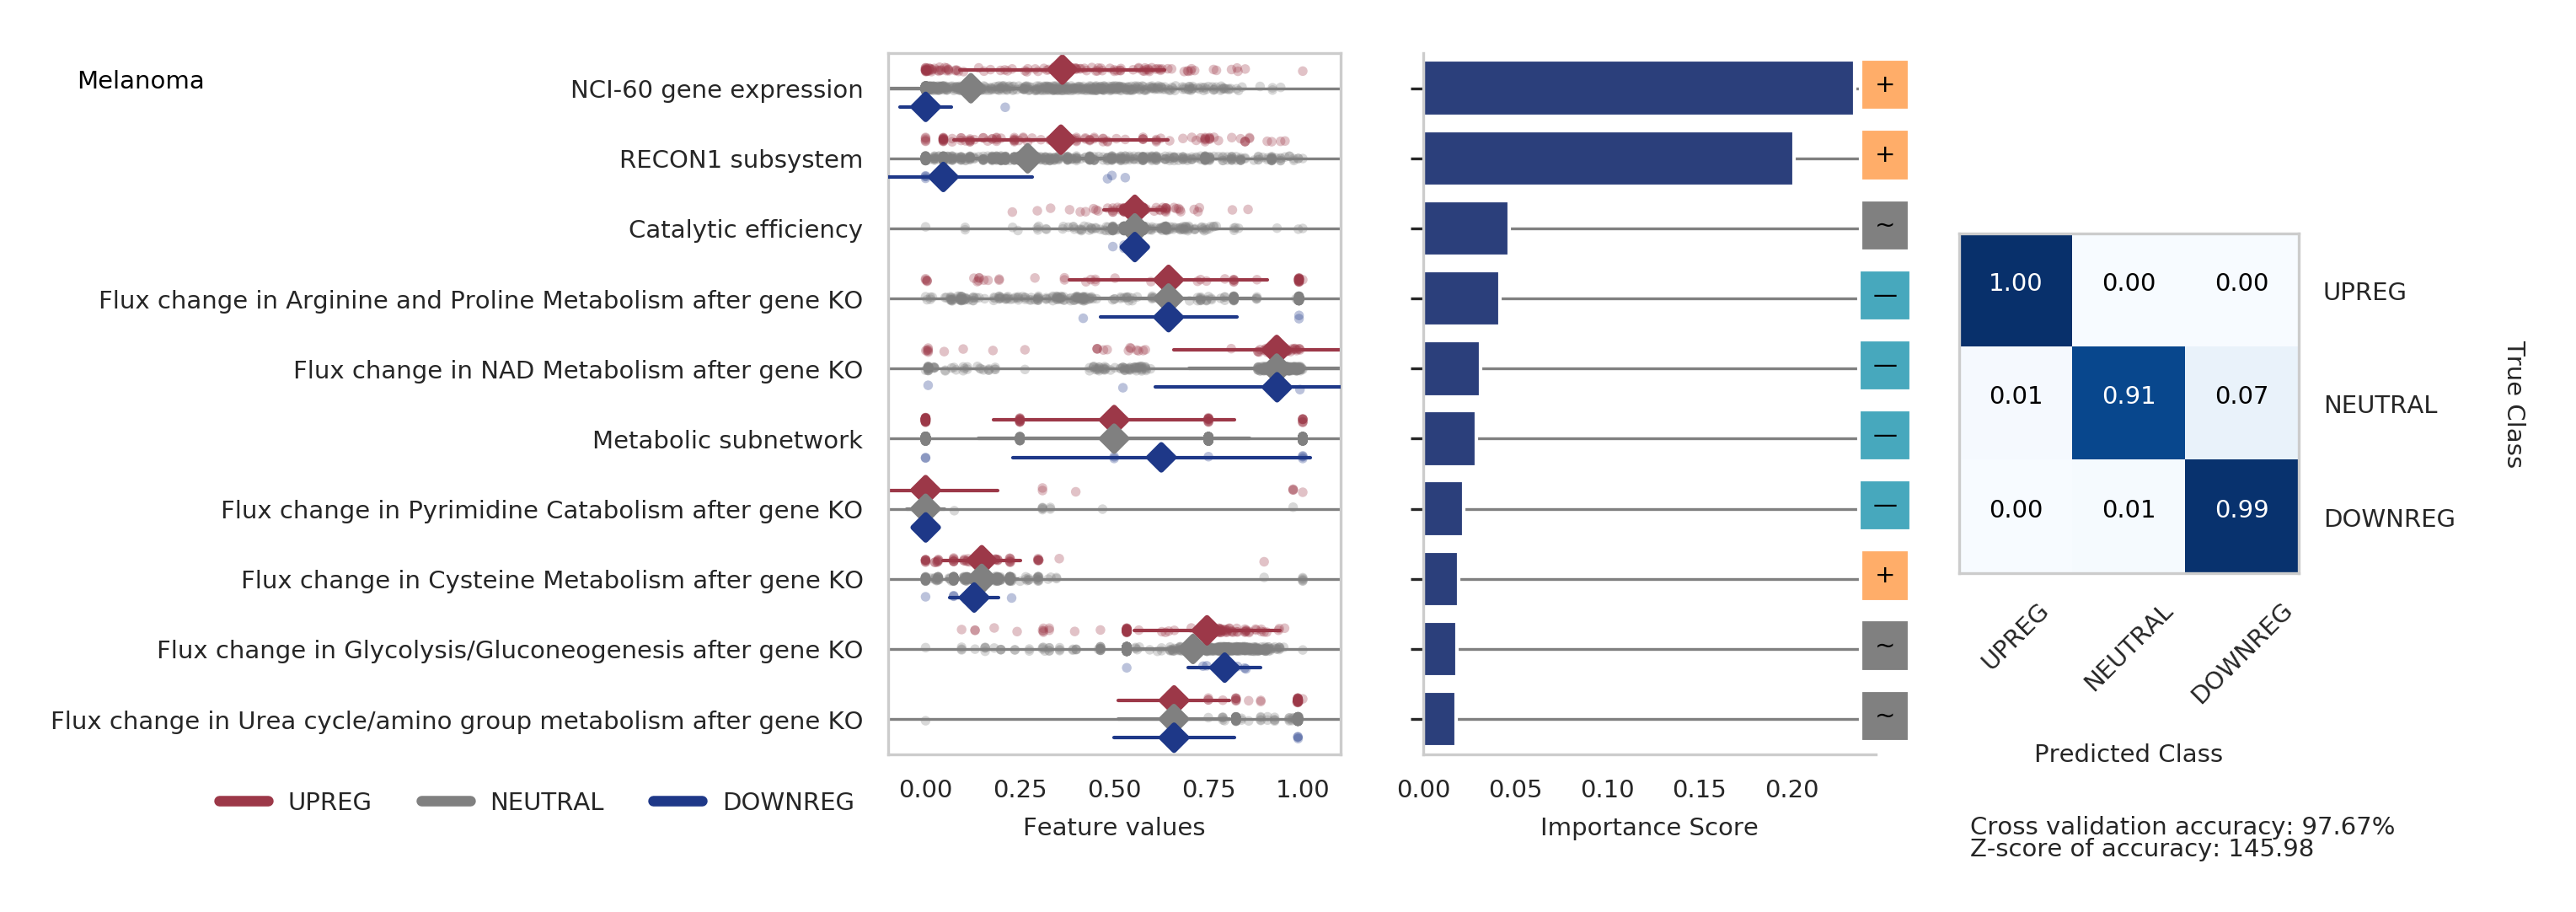 Melanoma
NCI-60 gene expression
RECON1 subsystem
Catalytic efficiency
Flux change in Arginine and Proline Metabolism after gene KO
Flux change in NAD Metabolism after gene KO
Metabolic subnetwork
Flux change in Pyrimidine Catabolism after gene KO
Flux change in Cysteine Metabolism after gene KO
Flux change in Glycolysis/Gluconeogenesis after gene KO
Flux change in Urea cycle/amino group metabolism after gene KO
UPREG NEUTRAL DOWNREG
0.00 0.25 0.50 0.75 1.00
Feature values
+
+
~
—
—
—
—
+
~
~
0.00 0.05 0.10 0.15 0.20
Importance Score
1.00 0.00 0.00 UPREG
0.01 0.91 0.07 NEUTRAL
0.00 0.01 0.99 DOWNREG
True Class
UPREG NEUTRAL DOWNREG
Predicted Class
Cross validation accuracy: 97.67%
Z-score of accuracy: 145.98